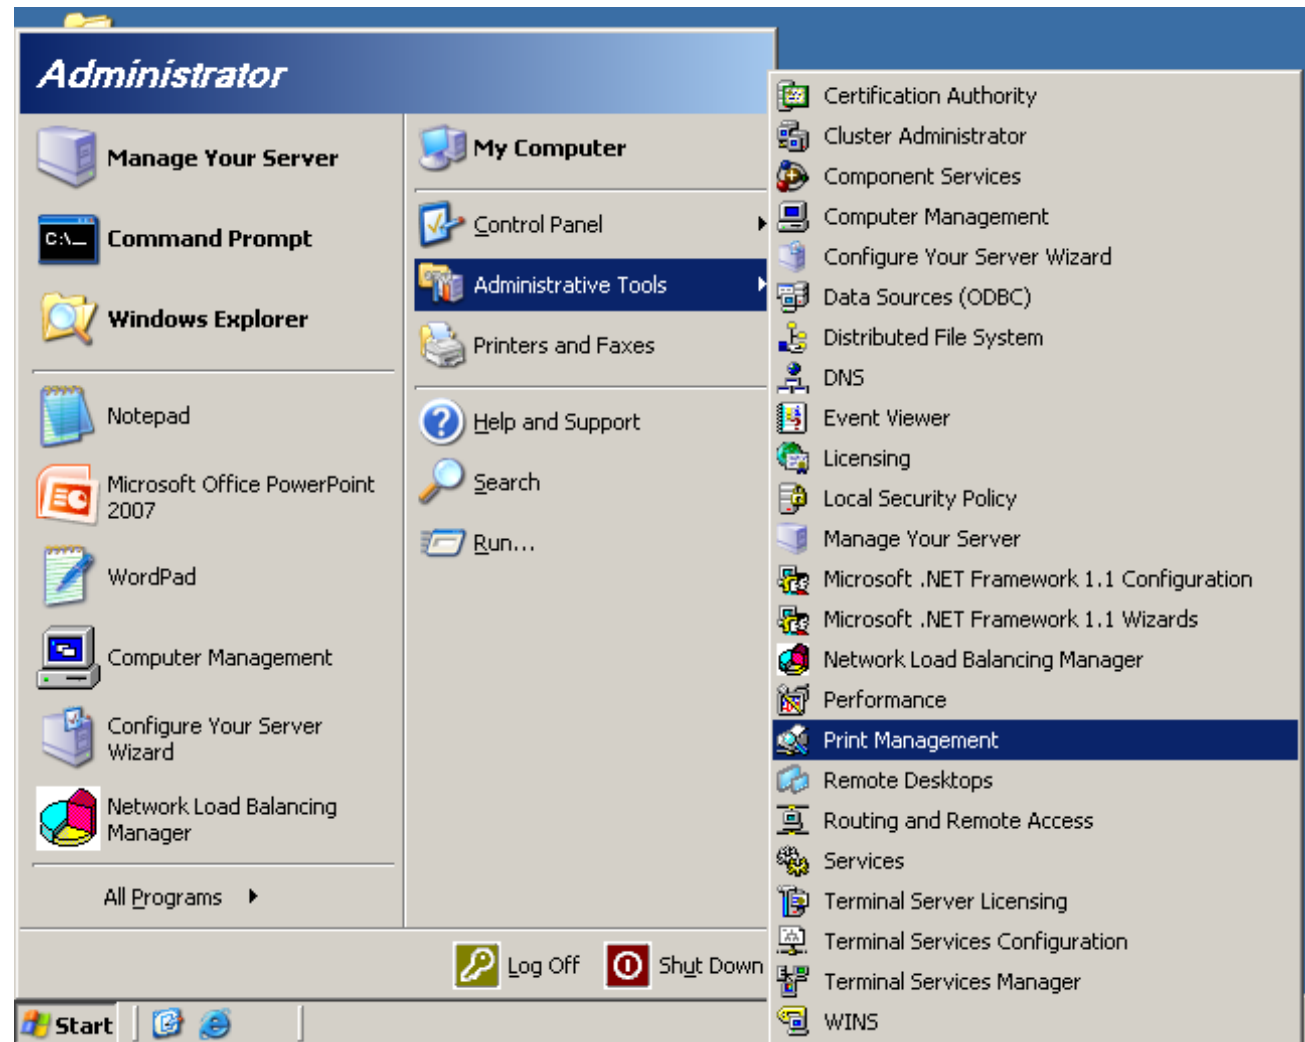 Administrator
Manage Your Server
C:\_
Command Prompt
Windows Explorer
Notepad
Microsoft Office PowerPoint
2007
WordPad
Computer Management
Configure Your Server
Wizard
Network Load Balancing
Manager
All Programs
My Computer
Control Panel
Administrative Tools
Printers and Faxes
Help and Support
Search
Run...
Log Off
Shut Down
Start
Certification Authority
Cluster Administrator
Component Services
Computer Management
Configure Your Server Wizard
Data Sources (ODBC)
Distributed File System
DNS
Event Viewer
Licensing
Local Security Policy
Manage Your Server
Microsoft .NET Framework 1.1 Configuration
Microsoft .NET Framework 1.1 Wizards
Network Load Balancing Manager
Performance
Print Management
Remote Desktops
Routing and Remote Access
Services
Terminal Server Licensing
Terminal Services Configuration
Terminal Services Manager
WINS